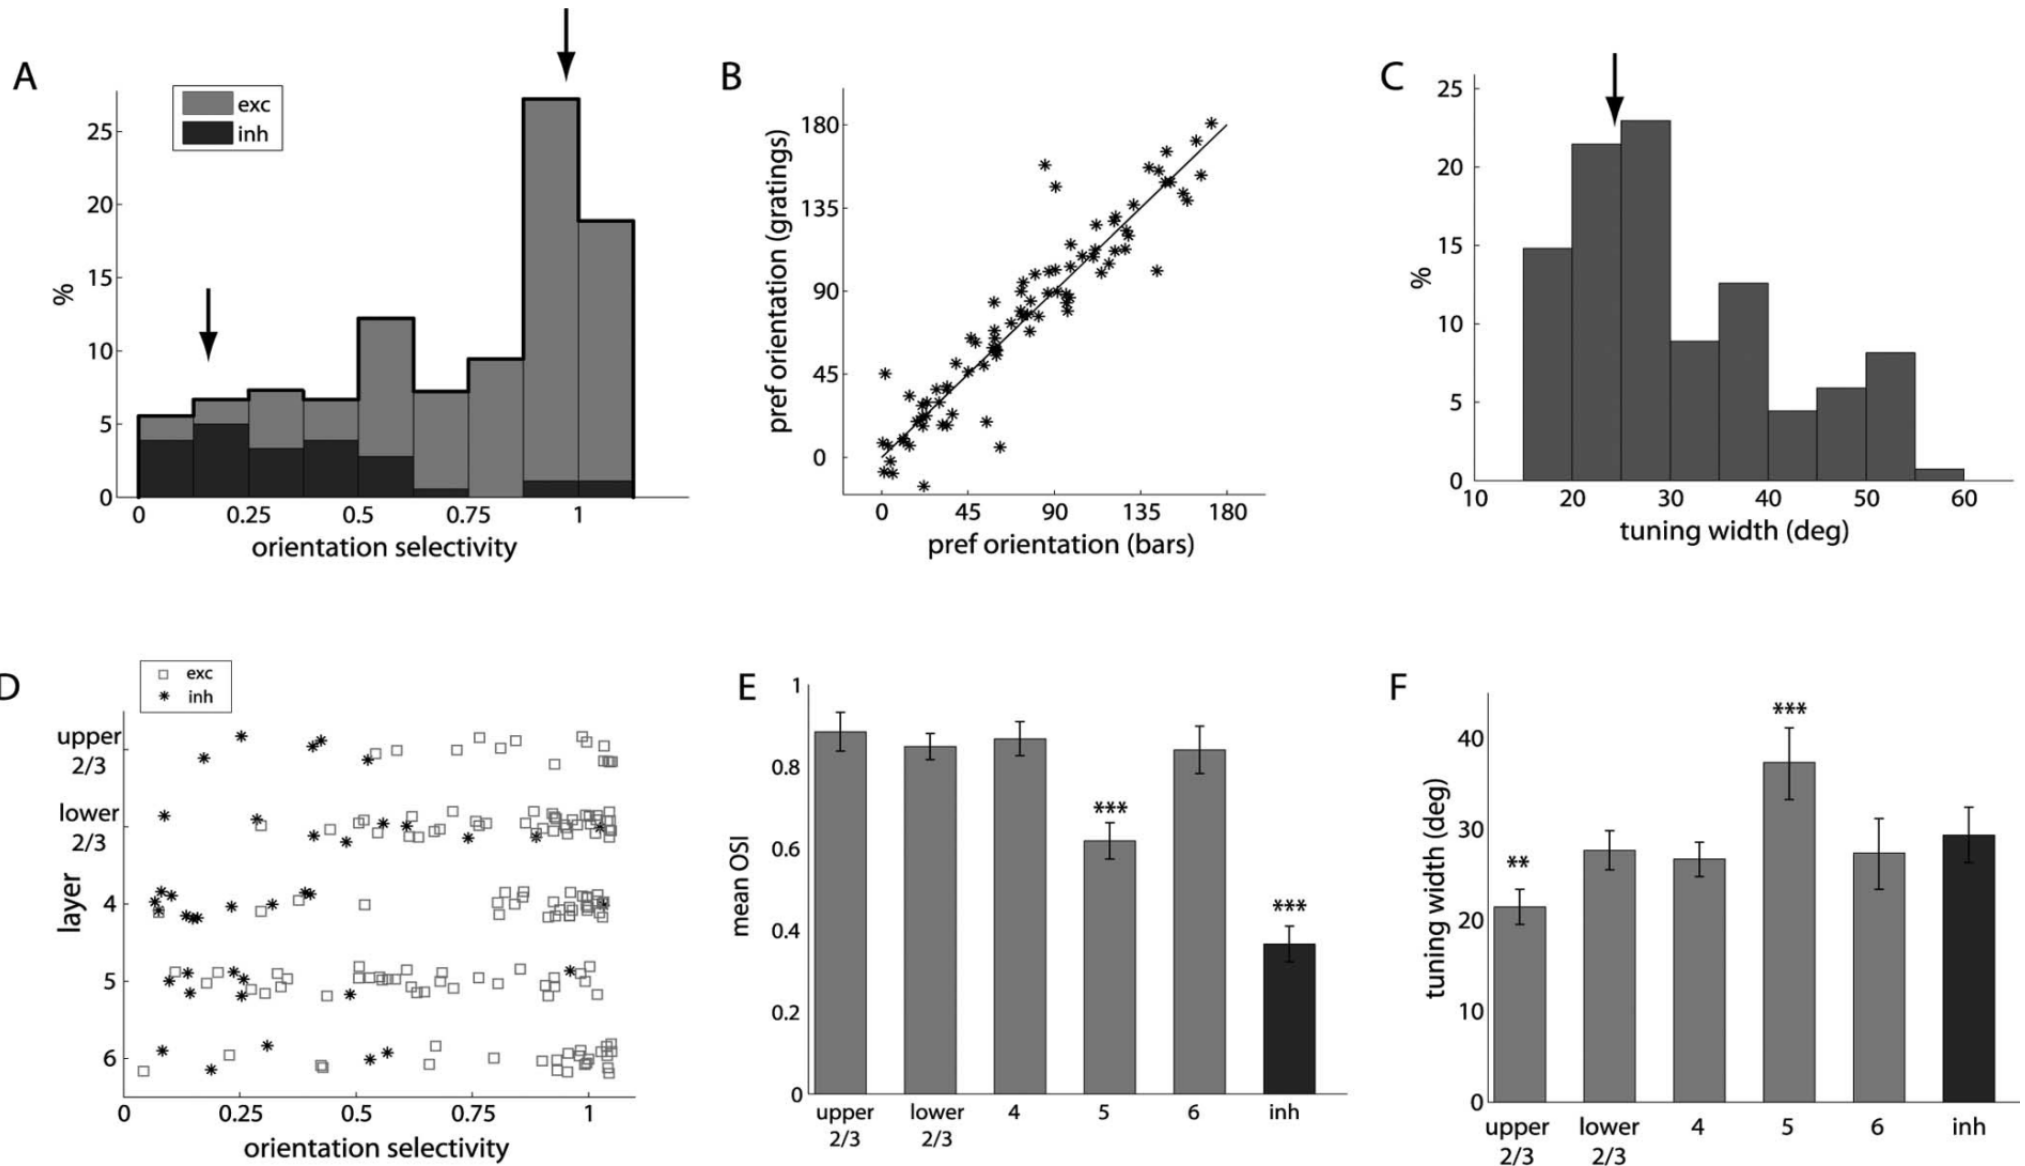 A
exc
inh
25
20
15
10
5
0
%
0 0.25 0.5 0.75 1
orientation selectivity
B
180
135
90
45
0
pref orientation (gratings)
0 45 90 135 180
pref orientation (bars)
C
25
20
15
10
5
0
%
10 20 30 40 50 60
tuning width (deg)
D
exc
inh
upper
2/3
lower
2/3
4
5
6
layer
0 0.25 0.5 0.75 1
orientation selectivity
E
1
0.8
0.6
0.4
0.2
0
mean OSI
***
***
upper lower 4 5 6 inh
2/3 2/3
F
40
30
20
10
0
tuning width (deg)
**
***
upper lower 4 5 6 inh
2/3 2/3